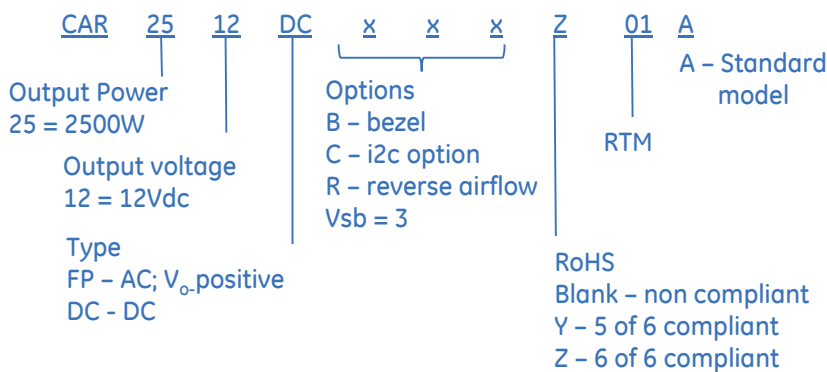 CAR 25 12 DC x x x Z 01 A
A – Standard
model
Output Power
25 = 2500W
Options
B – bezel
C – i2c option
R – reverse airflow
Vsb = 3
RTM
Output voltage
12 = 12Vdc
Type
FP – AC; Vo-positive
DC - DC
RoHS
Blank – non compliant
Y – 5 of 6 compliant
Z – 6 of 6 compliant